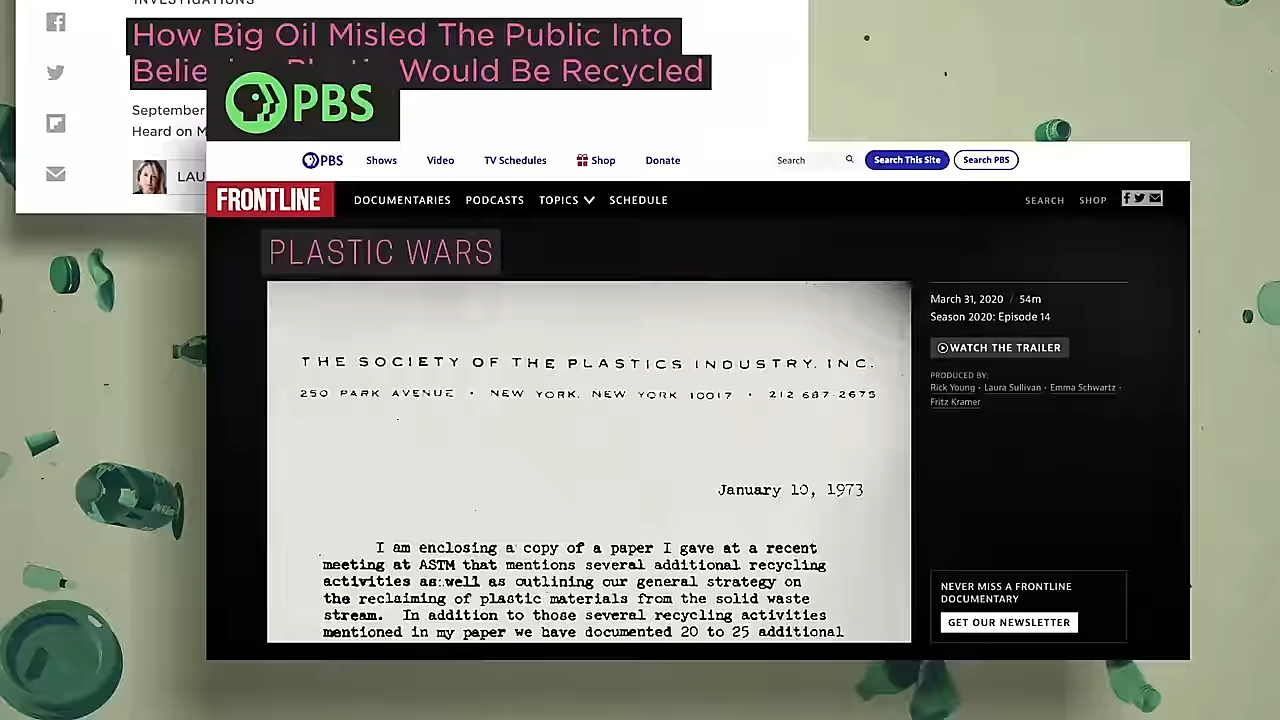 INVESTIGATIONS
How Big Oil Misled The Public Into
Would Be Recycled
September
Heard on
LAU
PBS
PBS Shows Video TV Schedules Shop Donate Search Search This Site Search PBS
FRONTLINE DOCUMENTARIES PODCASTS TOPICS SCHEDULE SEARCH SHOP
PLASTIC WARS
THE SOCIETY OF THE PLASTICS INDUSTRY, INC.
250 PARK AVENUE • NEW YORK, NEW YORK 10017 • 212 687-2675
January 10, 1973
I am enclosing a copy of a paper I gave at a recent
meeting at ASTM that mentions several additional recycling
activities as well as outlining our general strategy on
the reclaiming of plastic materials from the solid waste
stream. In addition to those several recycling activities
mentioned in my paper we have documented 20 to 25 additional
March 31, 2020 / 54m
Season 2020: Episode 14
WATCH THE TRAILER
PRODUCED BY:
Rick Young · Laura Sullivan · Emma Schwartz ·
Fritz Kramer
NEVER MISS A FRONTLINE
DOCUMENTARY
GET OUR NEWSLETTER